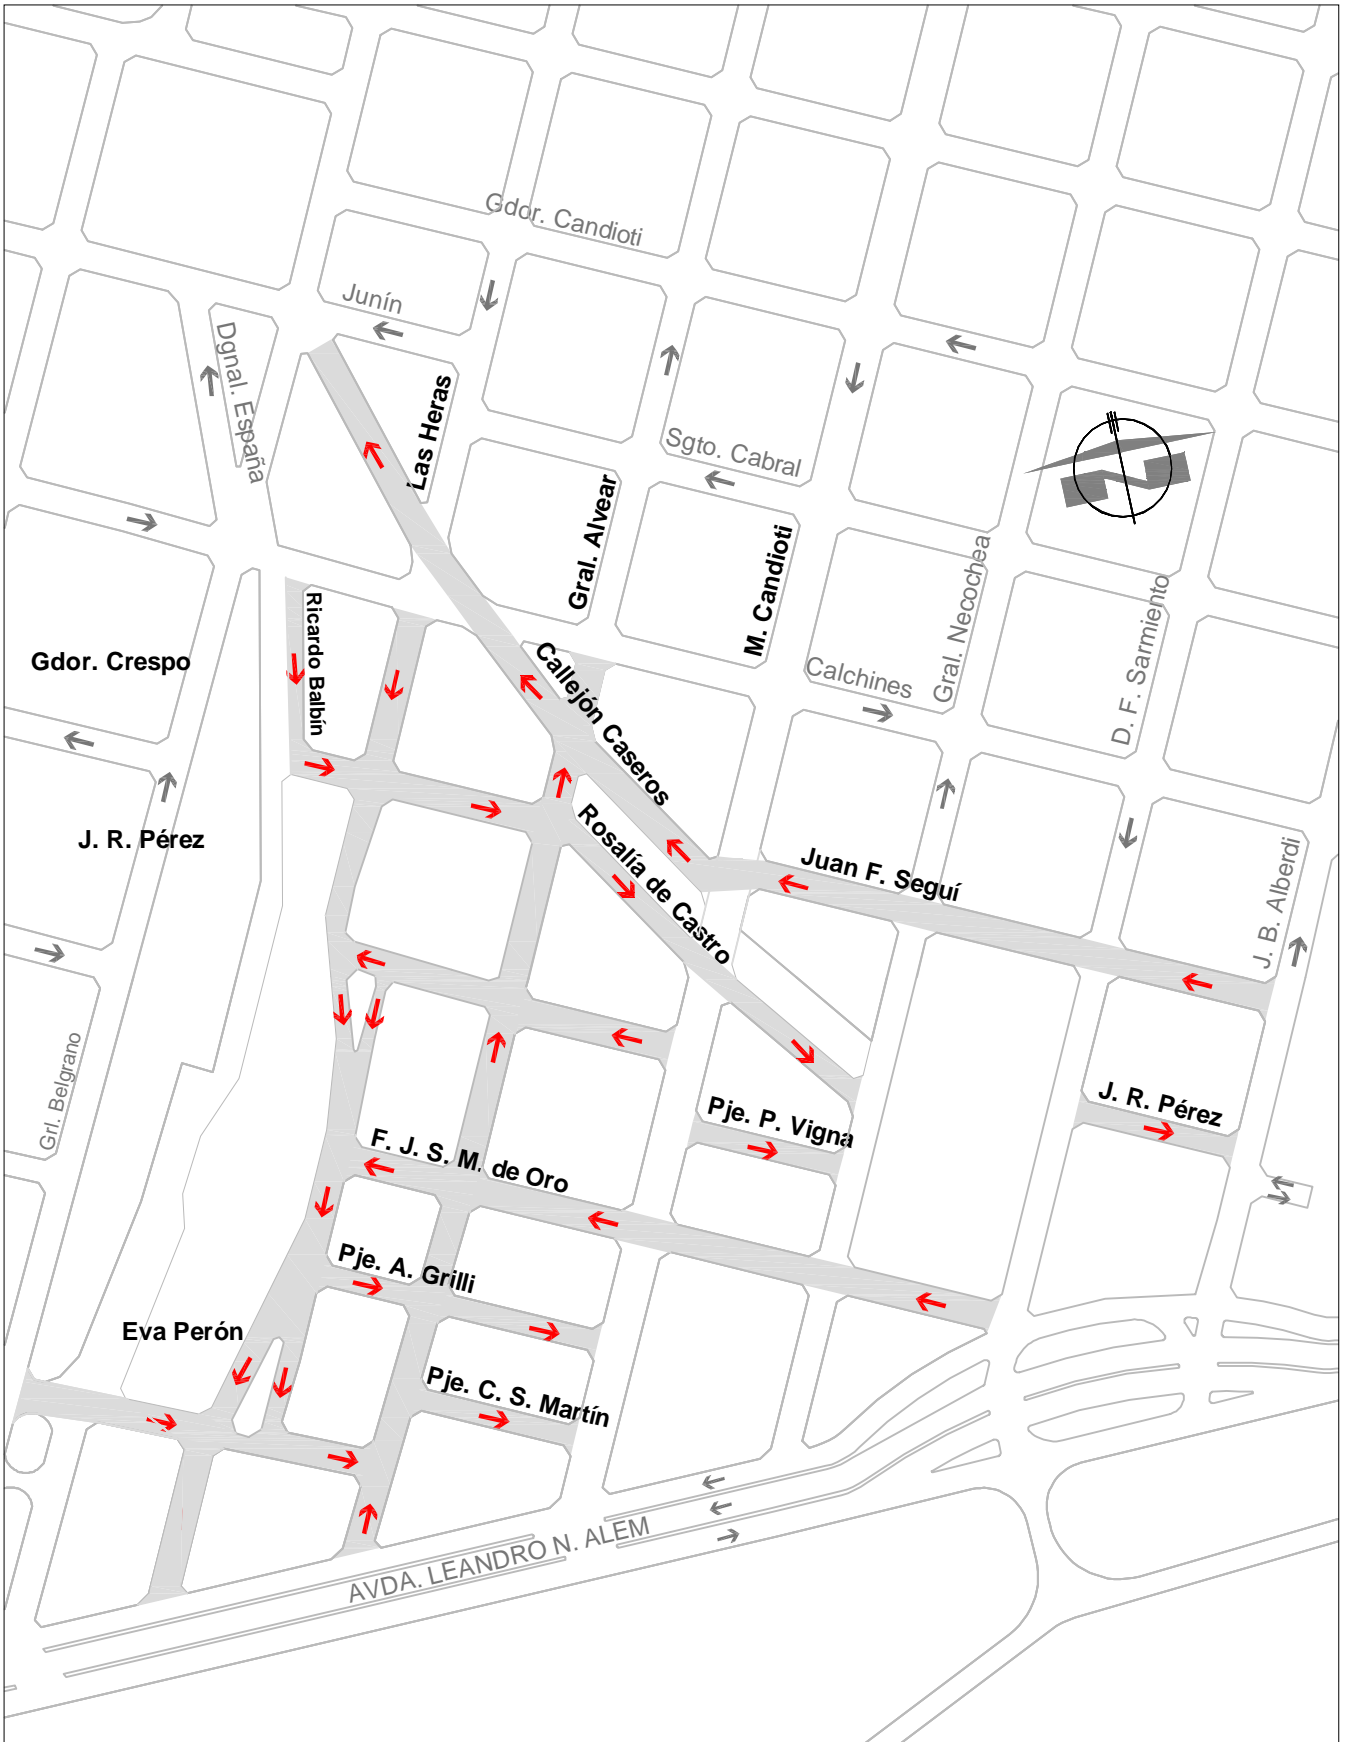 Gdor. Candioti
Junín
Dgnal. España
Las Heras
Sgto. Cabral
Gral. Alvear
M. Candioti
Gral. Necochea
D. F. Sarmiento
Ricardo Balbín
Gdor. Crespo
Callejón Caseros
Calchines
J. R. Pérez
Rosalía de Castro
Juan F. Seguí
J. B. Alberdi
Grl. Belgrano
Pje. P. Vigna
J. R. Pérez
F. J. S. M. de Oro
Pje. A. Grilli
Eva Perón
Pje. C. S. Martín
AVDA. LEANDRO N. ALEM